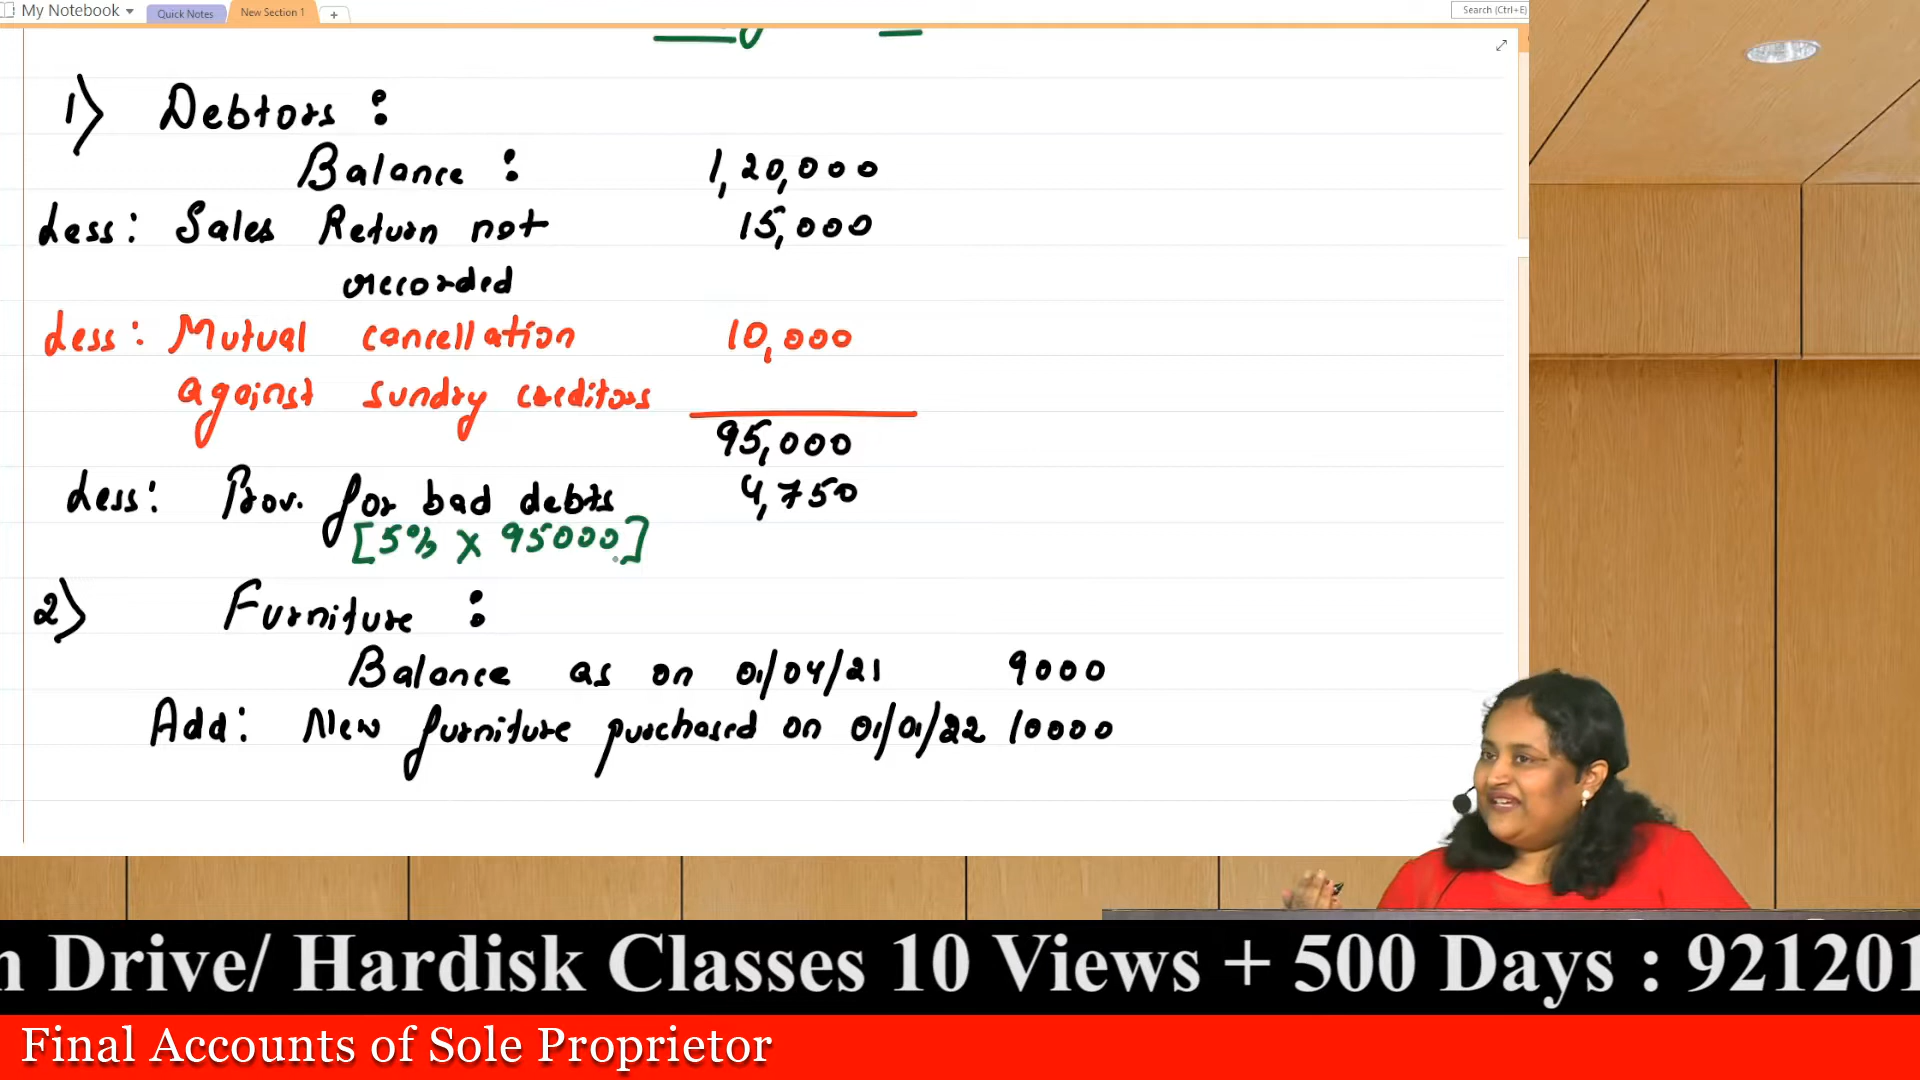 My Notebook
Quick Notes
New Section 1
+
Search (Ctrl+E)
1) Debtors :
Balance : 1,20,000
Less: Sales Return not 15,000
recorded
Less: Mutual cancellation 10,000
against sundry creditors
95,000
Less: Prov. for bad debts 4,750
[5% X 95000]
2) Furniture :
Balance as on 01/04/21 9000
Add: New furniture purchased on 01/01/22 10000
Drive/ Hardisk Classes 10 Views + 500 Days : 921201
Final Accounts of Sole Proprietor